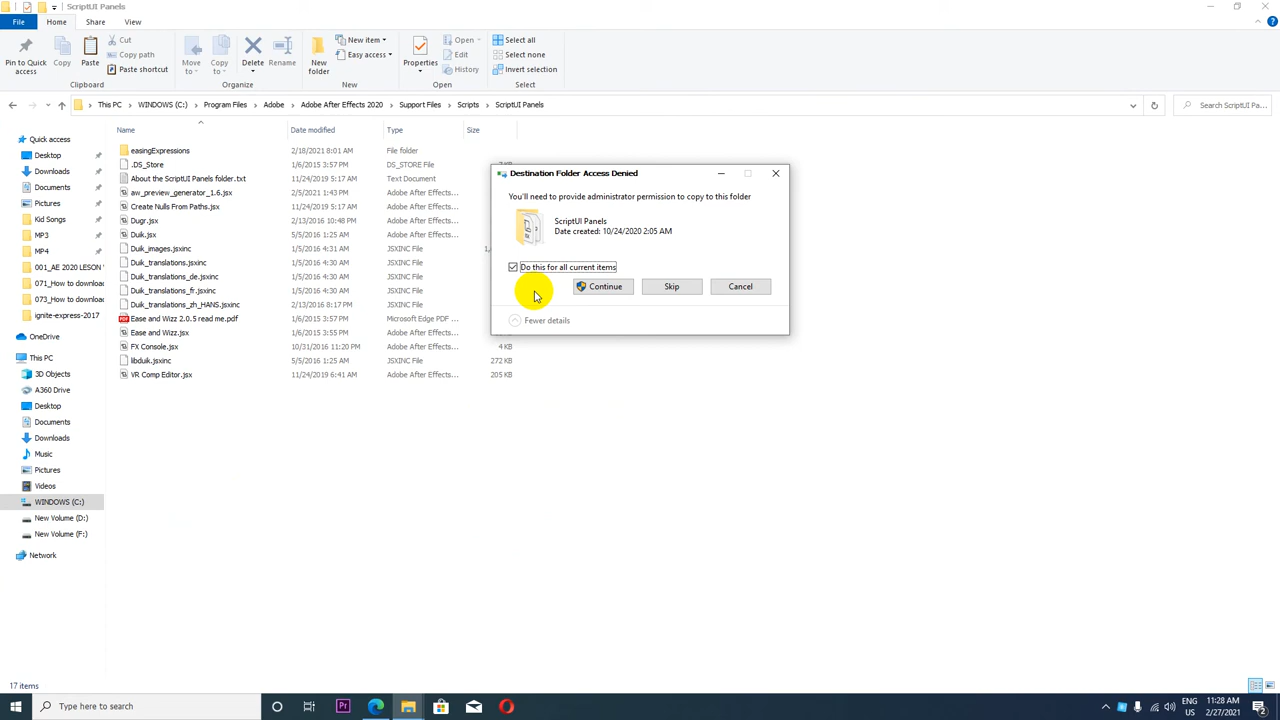 ScriptUI Panels
File Home Share View
Pin to Quick access
Copy
Paste
Cut
Copy path
Paste shortcut
Clipboard
Move to
Copy to
Delete
Rename
Organize
New folder
New item
Easy access
New
Properties
Open
Edit
History
Open
Select all
Select none
Invert selection
Select
This PC > WINDOWS (C:) > Program Files > Adobe > Adobe After Effects 2020 > Support Files > Scripts > ScriptUI Panels
Search ScriptUI Pa...
Quick access
Desktop
Downloads
Documents
Pictures
Kid Songs
MP3
MP4
001_AE 2020 LESON
071_How to download
073_How to download
ignite-express-2017
OneDrive
This PC
3D Objects
A360 Drive
Desktop
Documents
Downloads
Music
Pictures
Videos
WINDOWS (C:)
New Volume (D:)
New Volume (F:)
Network
Name Date modified Type Size
easingExpressions 2/18/2021 8:01 AM File folder
.DS_Store 1/6/2015 3:57 PM DS_STORE File
About the ScriptUI Panels folder.txt 11/24/2019 5:17 AM Text Document
aw_preview_generator_1.6.jsx 2/5/2021 1:43 PM Adobe After Effects...
Create Nulls From Paths.jsx 11/24/2019 5:17 AM Adobe After Effects...
Dugr.jsx 2/13/2016 10:48 PM Adobe After Effects...
Duik.jsx 5/5/2016 1:25 AM Adobe After Effects...
Duik_images.jsxinc 5/5/2016 4:31 AM JSXINC File
Duik_translations.jsxinc 5/5/2016 1:25 AM JSXINC File
Duik_translations_de.jsxinc 5/5/2016 1:25 AM JSXINC File
Duik_translations_fr.jsxinc 5/5/2016 1:25 AM JSXINC File
Duik_translations_zh_HANS.jsxinc 2/13/2016 8:17 PM JSXINC File
Ease and Wizz 2.0.5 read me.pdf 1/6/2015 3:57 PM Microsoft Edge PDF ...
Ease and Wizz.jsx 1/6/2015 3:55 PM Adobe After Effects...
FX Console.jsx 10/31/2016 11:20 PM Adobe After Effects... 4 KB
libduik.jsxinc 5/5/2016 1:25 AM JSXINC File 272 KB
VR Comp Editor.jsx 11/24/2019 6:41 AM Adobe After Effects... 205 KB
Destination Folder Access Denied
You'll need to provide administrator permission to copy to this folder
ScriptUI Panels
Date created: 10/24/2020 2:05 AM
Do this for all current items
Continue Skip Cancel
Fewer details
17 items
Type here to search
Pr
ENG
US
11:28 AM
2/27/2021
2